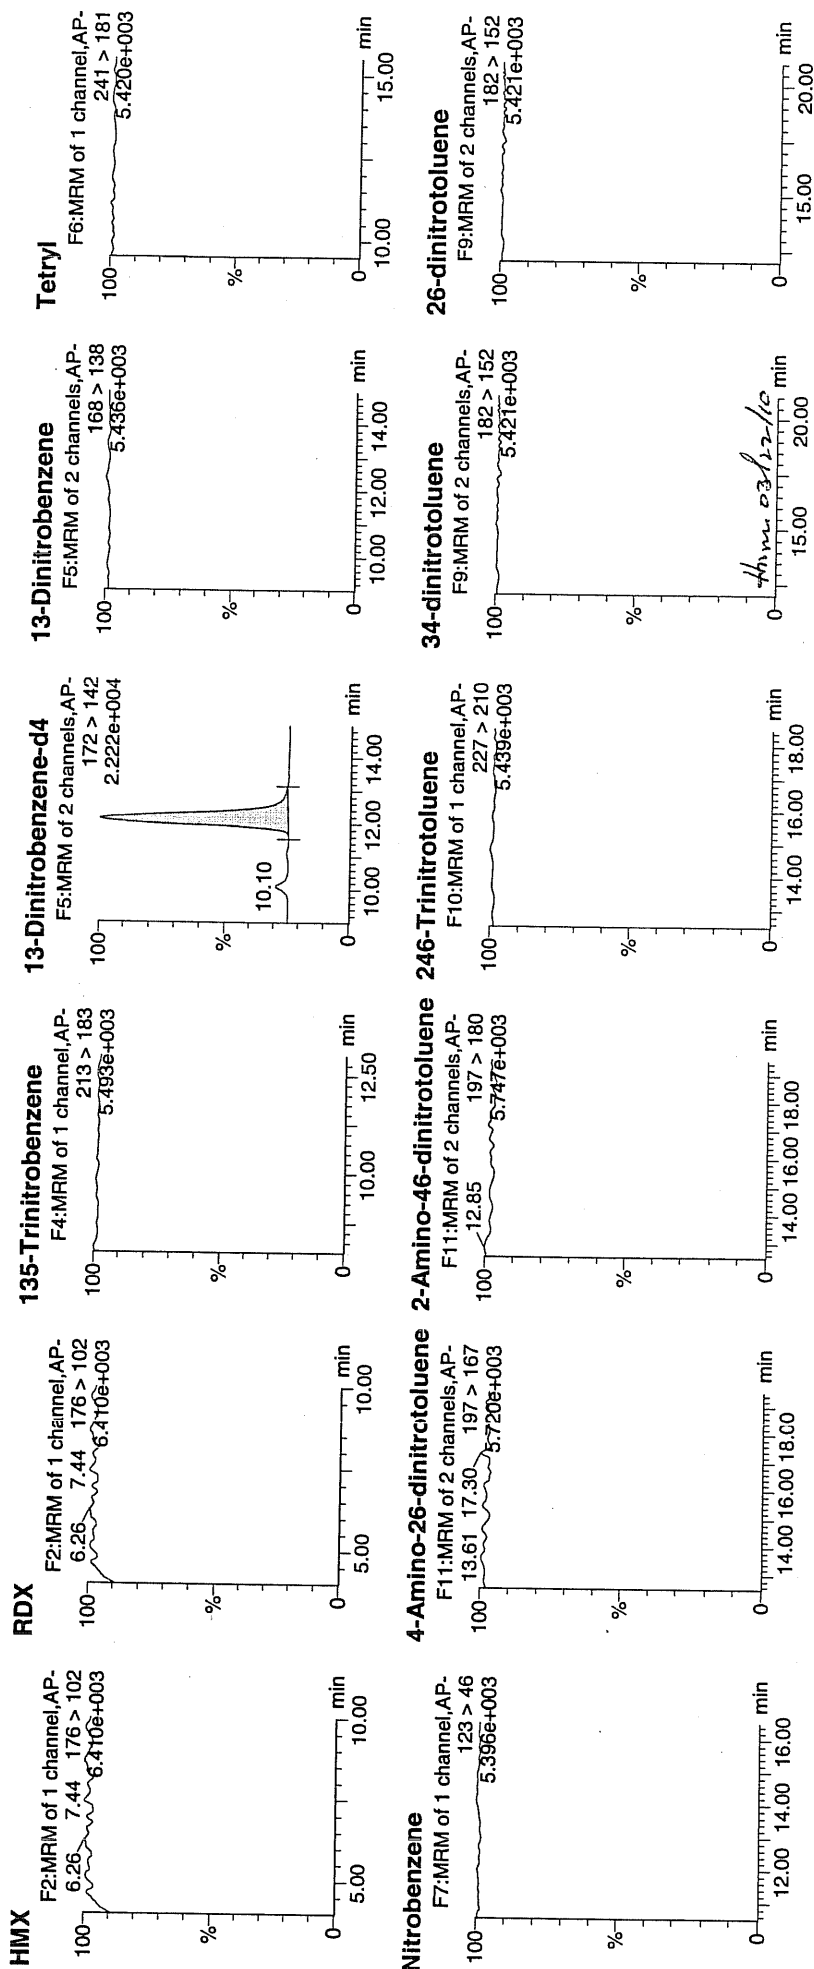 HMX
F2:MRM of 1 channel,AP-
6.26 7.44 176 > 102
6.410e+003
100
%
0
5.00 10.00 min
RDX
F2:MRM of 1 channel,AP-
6.26 7.44 176 > 102
6.410e+003
100
%
0
5.00 10.00 min
135-Trinitrobenzene
F4:MRM of 1 channel,AP-
213 > 183
5.493e+003
100
%
0
10.00 12.50 min
13-Dinitrobenzene-d4
F5:MRM of 2 channels,AP-
172 > 142
2.222e+004
100
10.10
%
0
10.00 12.00 14.00 min
13-Dinitrobenzene
F5:MRM of 2 channels,AP-
168 > 138
5.436e+003
100
%
0
10.00 12.00 14.00 min
Tetryl
F6:MRM of 1 channel,AP-
241 > 181
5.420e+003
100
%
0
10.00 15.00 min
Nitrobenzene
F7:MRM of 1 channel,AP-
123 > 46
5.396e+003
100
%
0
12.00 14.00 16.00 min
4-Amino-26-dinitrotoluene
F11:MRM of 2 channels,AP-
13.61 17.30 197 > 167
5.720e+003
100
%
0
14.00 16.00 18.00 min
2-Amino-46-dinitrotoluene
F11:MRM of 2 channels,AP-
12.85 197 > 180
5.747e+003
100
%
0
14.00 16.00 18.00 min
246-Trinitrotoluene
F10:MRM of 1 channel,AP-
227 > 210
5.439e+003
100
%
0
14.00 16.00 18.00 min
34-dinitrotoluene
F9:MRM of 2 channels,AP-
182 > 152
5.421e+003
100
%
0
03/22/10
15.00 20.00 min
26-dinitrotoluene
F9:MRM of 2 channels,AP-
182 > 152
5.421e+003
100
%
0
15.00 20.00 min